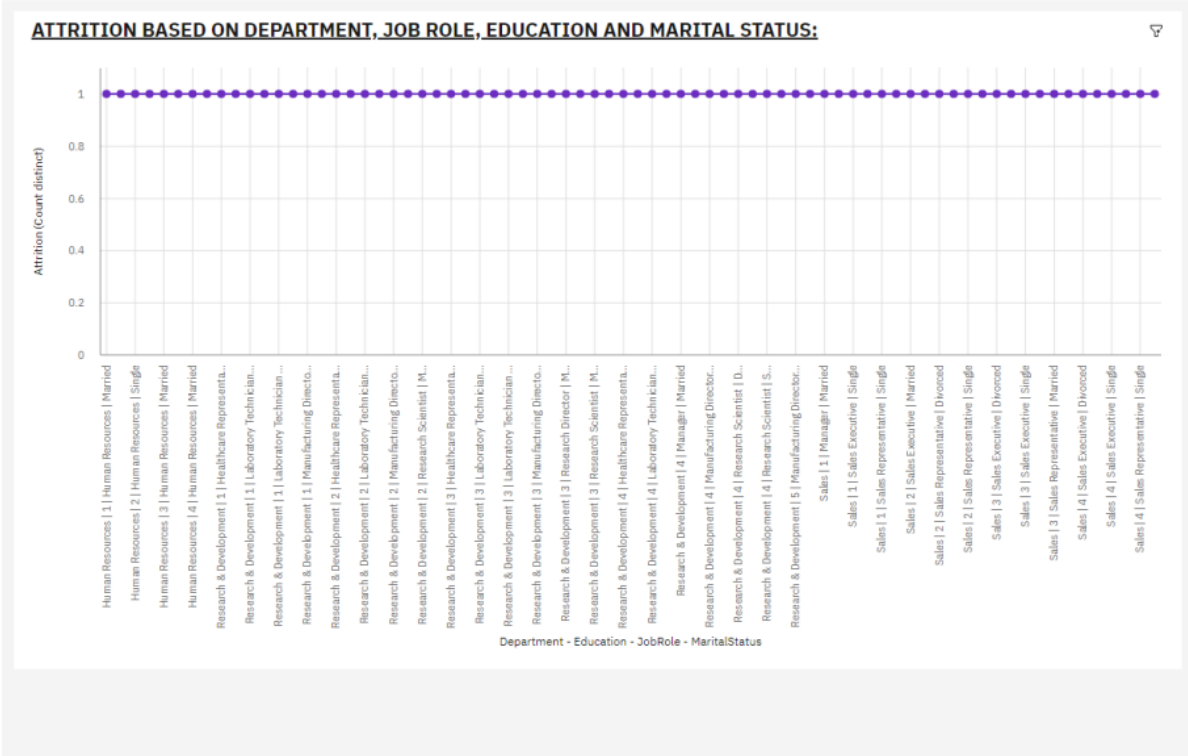 ATTRITION BASED ON DEPARTMENT, JOB ROLE, EDUCATION AND MARITAL STATUS:
Attrition (Count distinct)
1
0.8
0.6
0.4
0.2
0
Human Resources | 1 | Human Resources | Married
Human Resources | 2 | Human Resources | Single
Human Resources | 3 | Human Resources | Married
Human Resources | 4 | Human Resources | Married
Research & Development | 1 | Healthcare Representa...
Research & Development | 1 | Laboratory Technician...
Research & Development | 1 | Laboratory Technician ...
Research & Development | 1 | Manufacturing Directo...
Research & Development | 2 | Healthcare Representa...
Research & Development | 2 | Laboratory Technician...
Research & Development | 2 | Manufacturing Directo...
Research & Development | 2 | Research Scientist | M...
Research & Development | 3 | Healthcare Representa...
Research & Development | 3 | Laboratory Technician...
Research & Development | 3 | Laboratory Technician ...
Research & Development | 3 | Manufacturing Directo...
Research & Development | 3 | Research Director | M...
Research & Development | 3 | Research Scientist | M...
Research & Development | 4 | Healthcare Representa...
Research & Development | 4 | Laboratory Technician...
Research & Development | 4 | Manager | Married
Research & Development | 4 | Manufacturing Director...
Research & Development | 4 | Research Scientist | D...
Research & Development | 4 | Research Scientist | S...
Research & Development | 5 | Manufacturing Director...
Sales | 1 | Manager | Married
Sales | 1 | Sales Executive | Single
Sales | 1 | Sales Representative | Single
Sales | 2 | Sales Executive | Married
Sales | 2 | Sales Representative | Divorced
Sales | 2 | Sales Representative | Single
Sales | 3 | Sales Executive | Divorced
Sales | 3 | Sales Executive | Single
Sales | 3 | Sales Representative | Married
Sales | 4 | Sales Executive | Divorced
Sales | 4 | Sales Executive | Single
Sales | 4 | Sales Representative | Single
Department - Education - JobRole - MaritalStatus